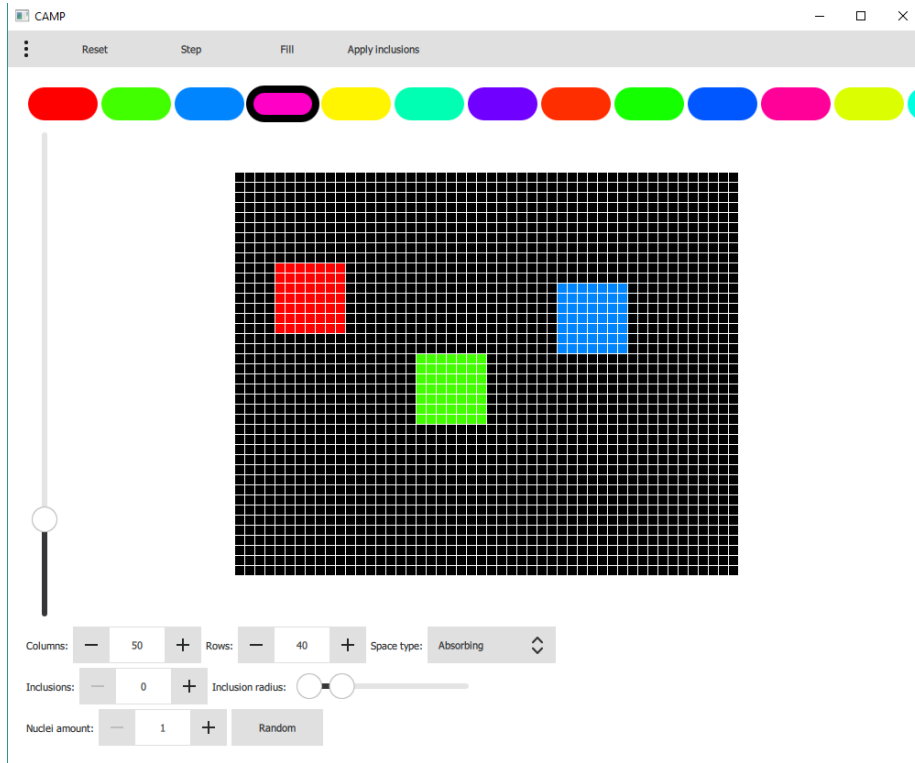 CAMP
Reset Step Fill Apply inclusions
Columns: 50 Rows: 40 Space type: Absorbing
Inclusions: 0 Inclusion radius:
Nuclei amount: 1 Random